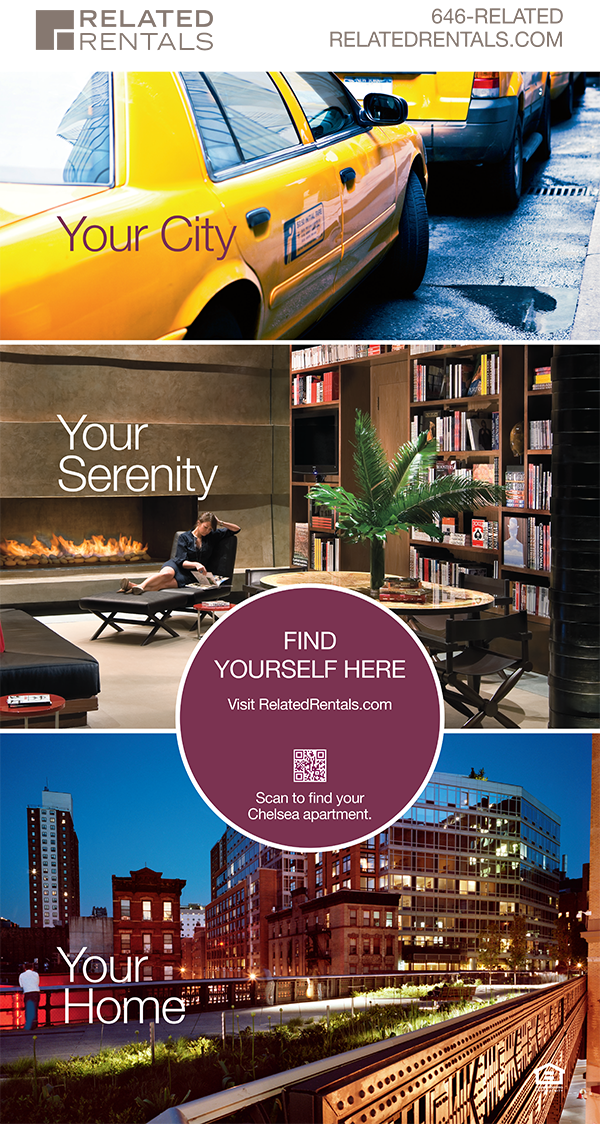 RELATED
RENTALS
646-RELATED
RELATEDRENTALS.COM
Your City
Your
Serenity
FIND
YOURSELF HERE
Visit RelatedRentals.com
Scan to find your
Chelsea apartment.
Your
Home